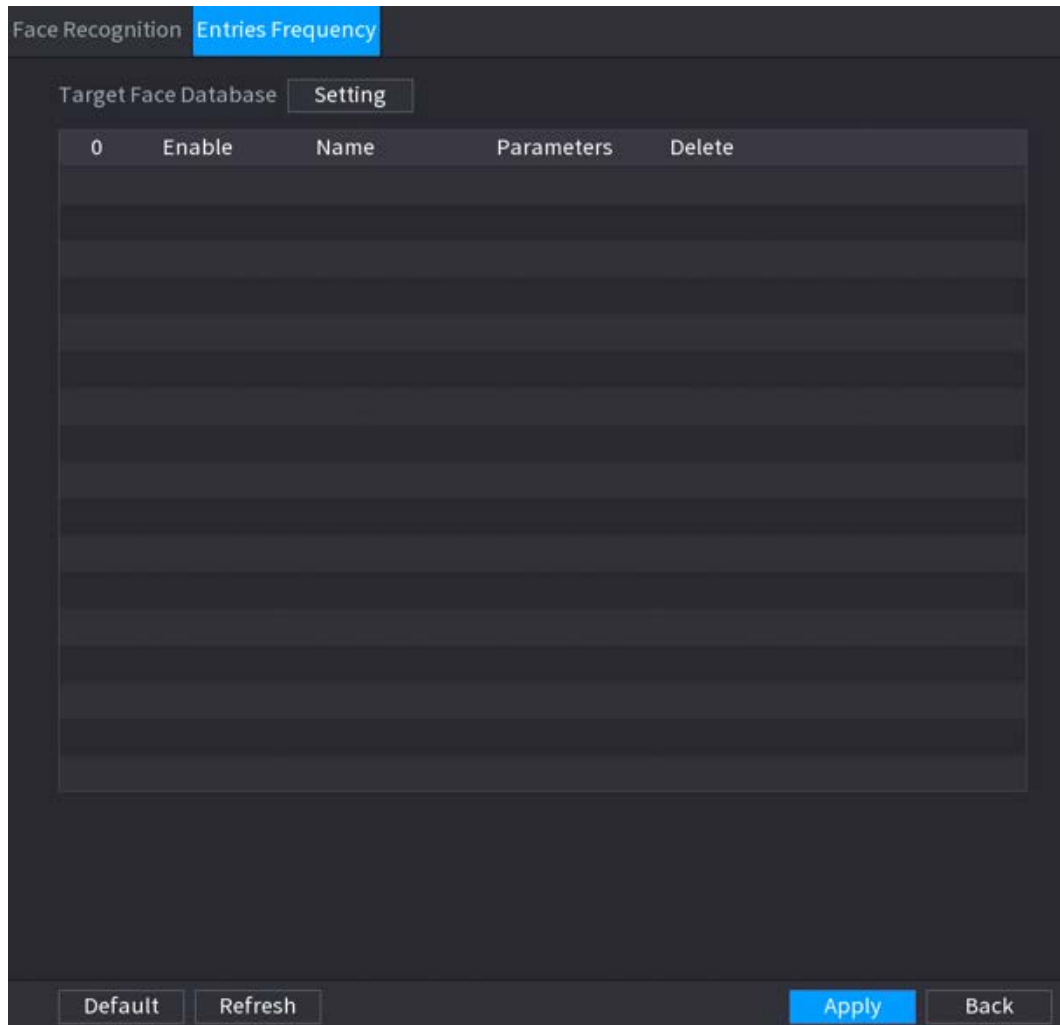 Face Recognition Entries Frequency
Target Face Database Setting
0 Enable Name Parameters Delete
Default Refresh Apply Back